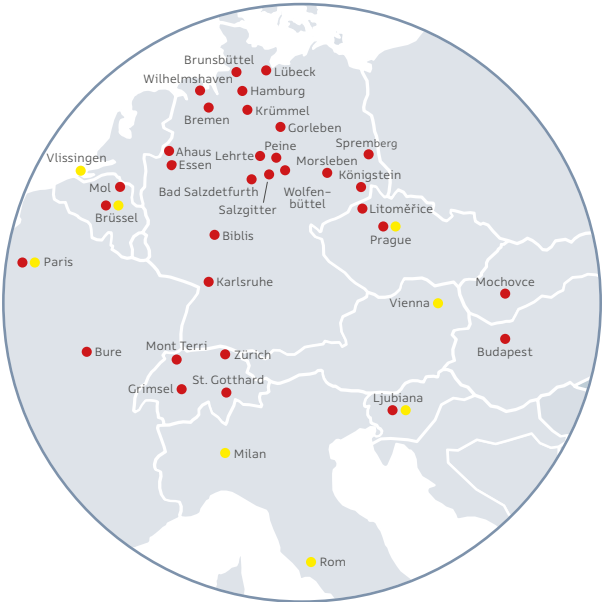 Brunsbüttel
Lübeck
Wilhelmshaven
Hamburg
Bremen
Krümmel
Gorleben
Ahaus
Essen
Lehrte
Peine
Morsleben
Spremberg
Vlissingen
Mol
Bad Salzdetfurth
Salzgitter
Wolfen-
büttel
Königstein
Brüssel
Litoměřice
Prague
Biblis
Paris
Karlsruhe
Mochovce
Vienna
Budapest
Bure
Mont Terri
Zürich
Grimsel
St. Gotthard
Ljubiana
Milan
Rom